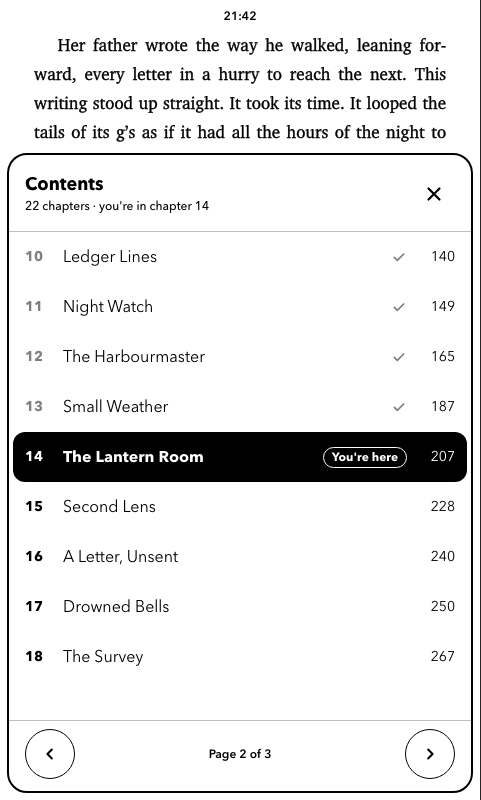 21:42
Her father wrote the way he walked, leaning for-
ward, every letter in a hurry to reach the next. This
writing stood up straight. It took its time. It looped the
tails of its g’s as if it had all the hours of the night to
Contents
22 chapters · you're in chapter 14
10 Ledger Lines 140
11 Night Watch 149
12 The Harbourmaster 165
13 Small Weather 187
14 The Lantern Room You're here 207
15 Second Lens 228
16 A Letter, Unsent 240
17 Drowned Bells 250
18 The Survey 267
Page 2 of 3